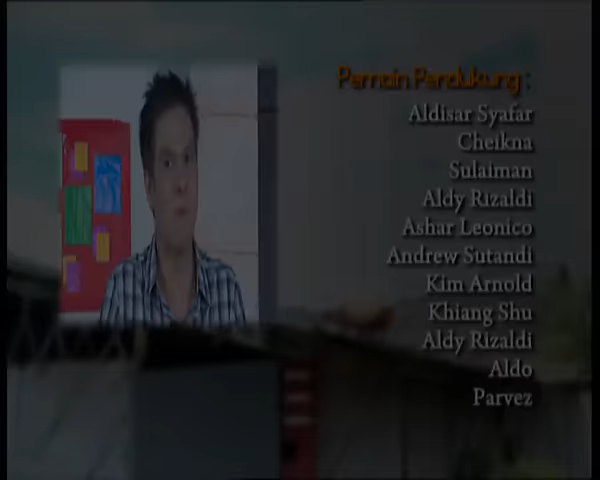 Pemain Pendukung :
Aldisar Syafar
Cheikna
Sulaiman
Aldy Rizaldi
Ashar Leonico
Andrew Sutandi
Kim Arnold
Khiang Shu
Aldy Rizaldi
Aldo
Parvez